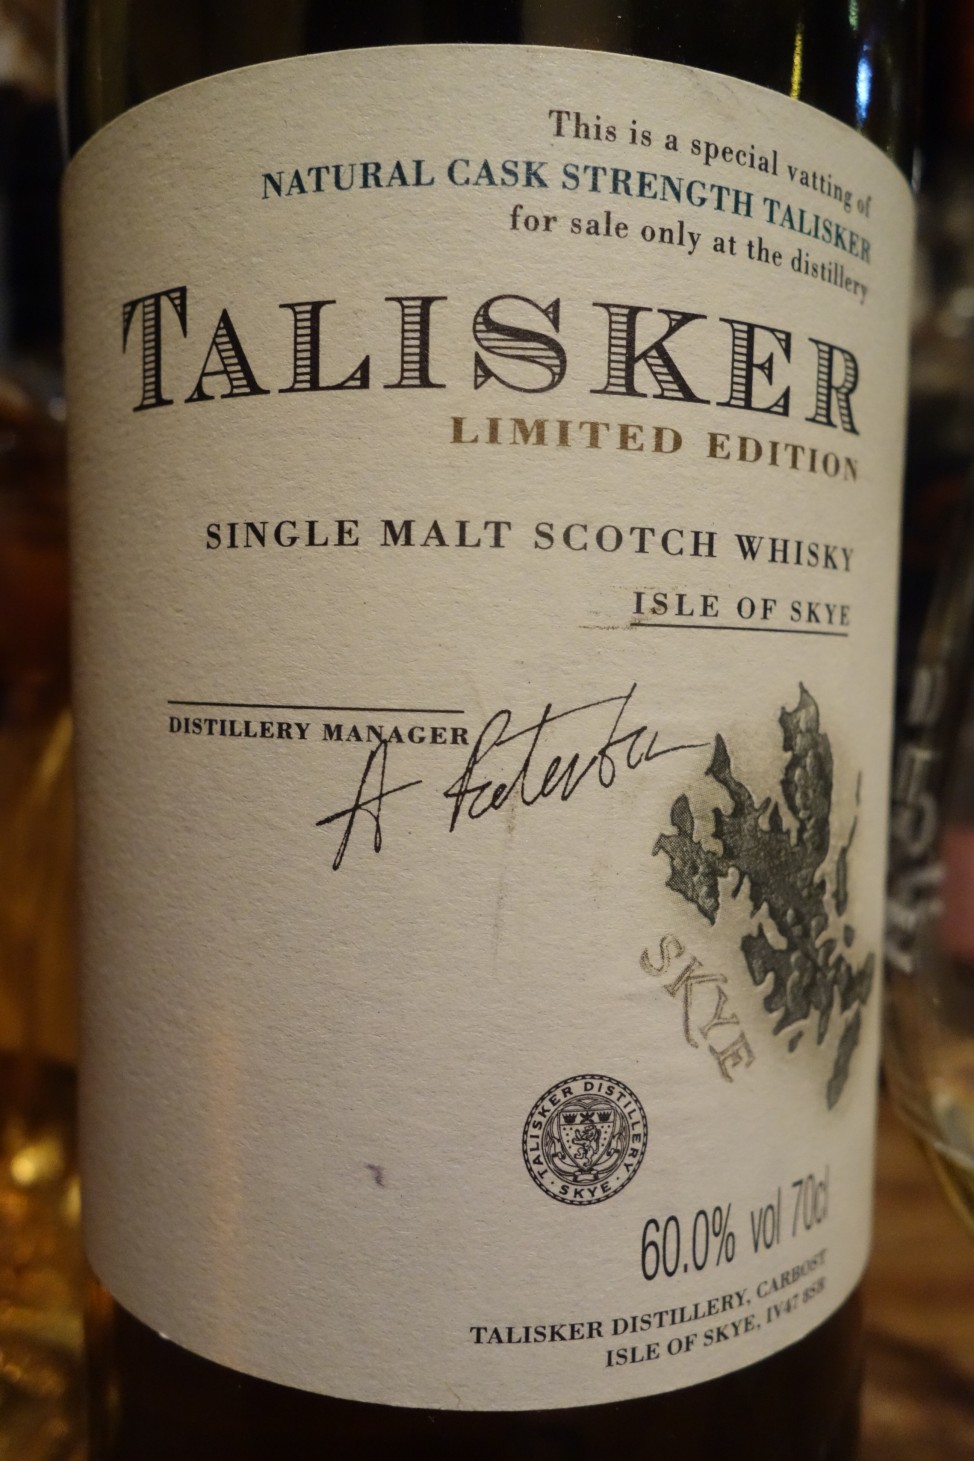 This is a special vatting of
NATURAL CASK STRENGTH TALISKER
for sale only at the distillery
TALISKER
LIMITED EDITION
SINGLE MALT SCOTCH WHISKY
ISLE OF SKYE
DISTILLERY MANAGER
SKYE
TALISKER DISTILLERY
· SKYE ·
60.0% vol 70cl
TALISKER DISTILLERY, CARBOST
ISLE OF SKYE, IV47 8SR